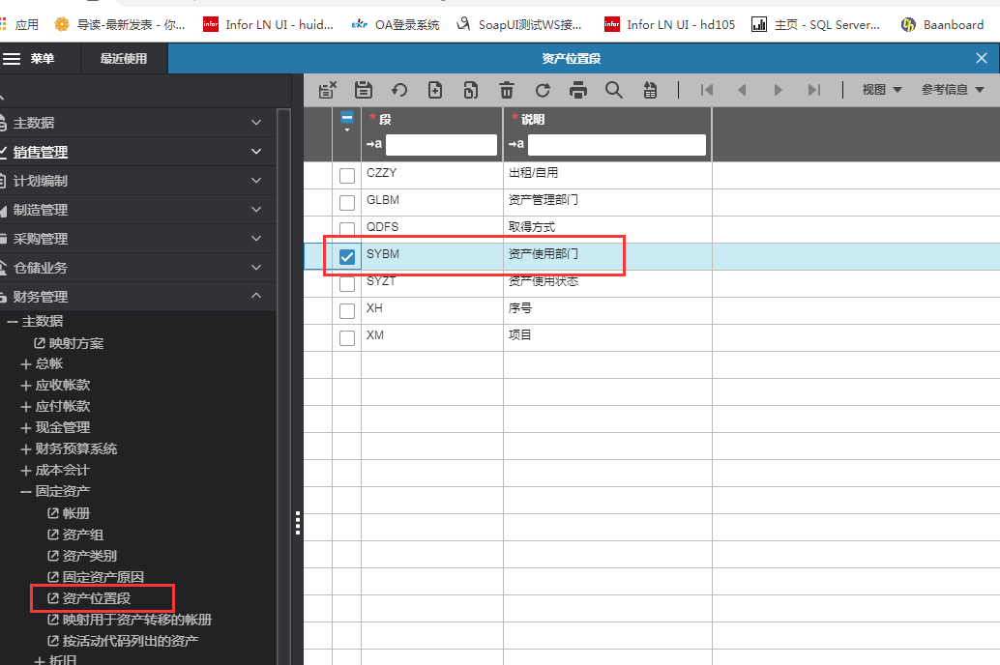 应用 导读-最新发表 - 你... infor Infor LN UI - huid... ekp OA登录系统 SoapUI测试WS接... infor Infor LN UI - hd105 主页 - SQL Server... Baanboard
菜单 最近使用 资产位置段
视图 参考信息
* 段 * 说明
→a →a
CZZY 出租/自用
GLBM 资产管理部门
QDFS 取得方式
SYBM 资产使用部门
SYZT 资产使用状态
XH 序号
XM 项目
主数据
销售管理
计划编制
制造管理
采购管理
仓储业务
财务管理
主数据
映射方案
总帐
应收帐款
应付帐款
现金管理
财务预算系统
成本会计
固定资产
帐册
资产组
资产类别
固定资产原因
资产位置段
映射用于资产转移的帐册
按活动代码列出的资产
折旧